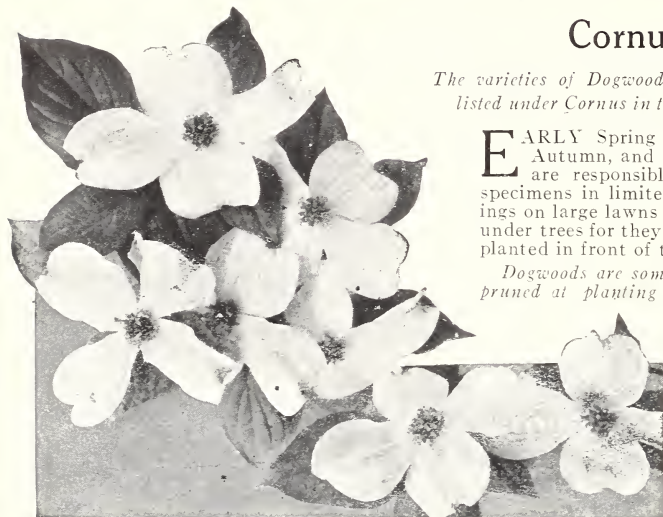 Cornu
The varieties of Dogwood
listed under Cornus in t
EARLY Spring
Autumn, and
are responsibl
specimens in limite
ings on large lawns
under trees for they
planted in front of t
Dogwoods are som
pruned at planting